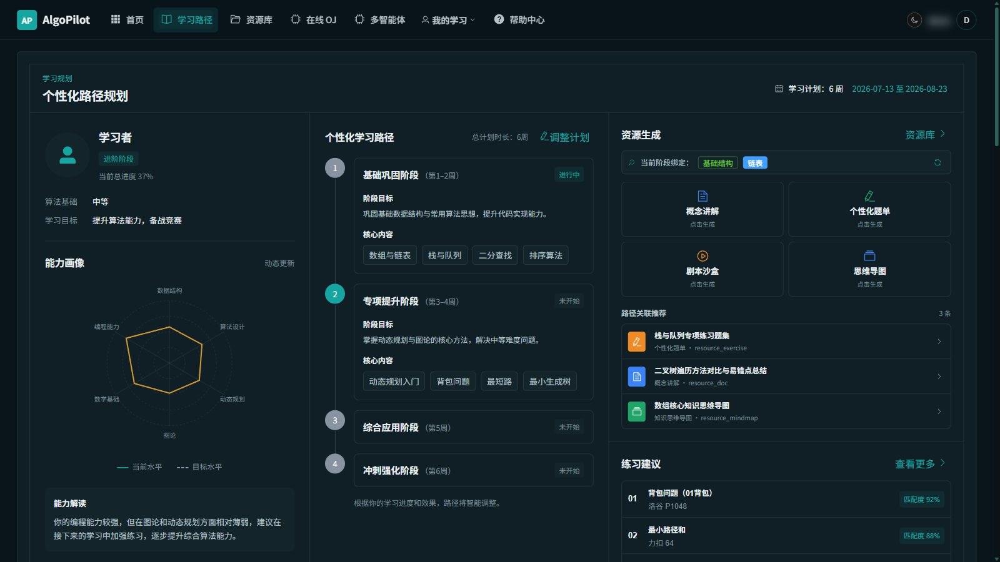 AP AlgoPilot 首页 学习路径 资源库 在线 OJ 多智能体 我的学习 帮助中心 D
学习规划
个性化路径规划
学习计划：6 周 2026-07-13 至 2026-08-23
学习者
进阶阶段
当前总进度 37%
算法基础 中等
学习目标 提升算法能力，备战竞赛
能力画像 动态更新
数据结构
编程能力 算法设计
数学基础 动态规划
图论
当前水平 目标水平
能力解读
你的编程能力较强，但在图论和动态规划方面相对薄弱，建议在
接下来的学习中加强练习，逐步提升综合算法能力。
个性化学习路径 总计划时长：6周 调整计划
1 基础巩固阶段 （第1–2周） 进行中
阶段目标
巩固基础数据结构与常用算法思想，提升代码实现能力。
核心内容
数组与链表 栈与队列 二分查找 排序算法
2 专项提升阶段 （第3–4周） 未开始
阶段目标
掌握动态规划与图论的核心方法，解决中等难度问题。
核心内容
动态规划入门 背包问题 最短路 最小生成树
3 综合应用阶段 （第5周） 未开始
4 冲刺强化阶段 （第6周） 未开始
根据你的学习进度和效果，路径将智能调整。
资源生成 资源库
当前阶段绑定： 基础结构 链表
概念讲解
点击生成
个性化题单
点击生成
剧本沙盒
点击生成
思维导图
点击生成
路径关联推荐 3 条
栈与队列专项练习题集
个性化题单 • resource_exercise
二叉树遍历方法对比与易错点总结
概念讲解 • resource_doc
数组核心知识思维导图
知识思维导图 • resource_mindmap
练习建议 查看更多
01 背包问题（01背包） 匹配度 92%
洛谷 P1048
02 最小路径和 匹配度 88%
力扣 64